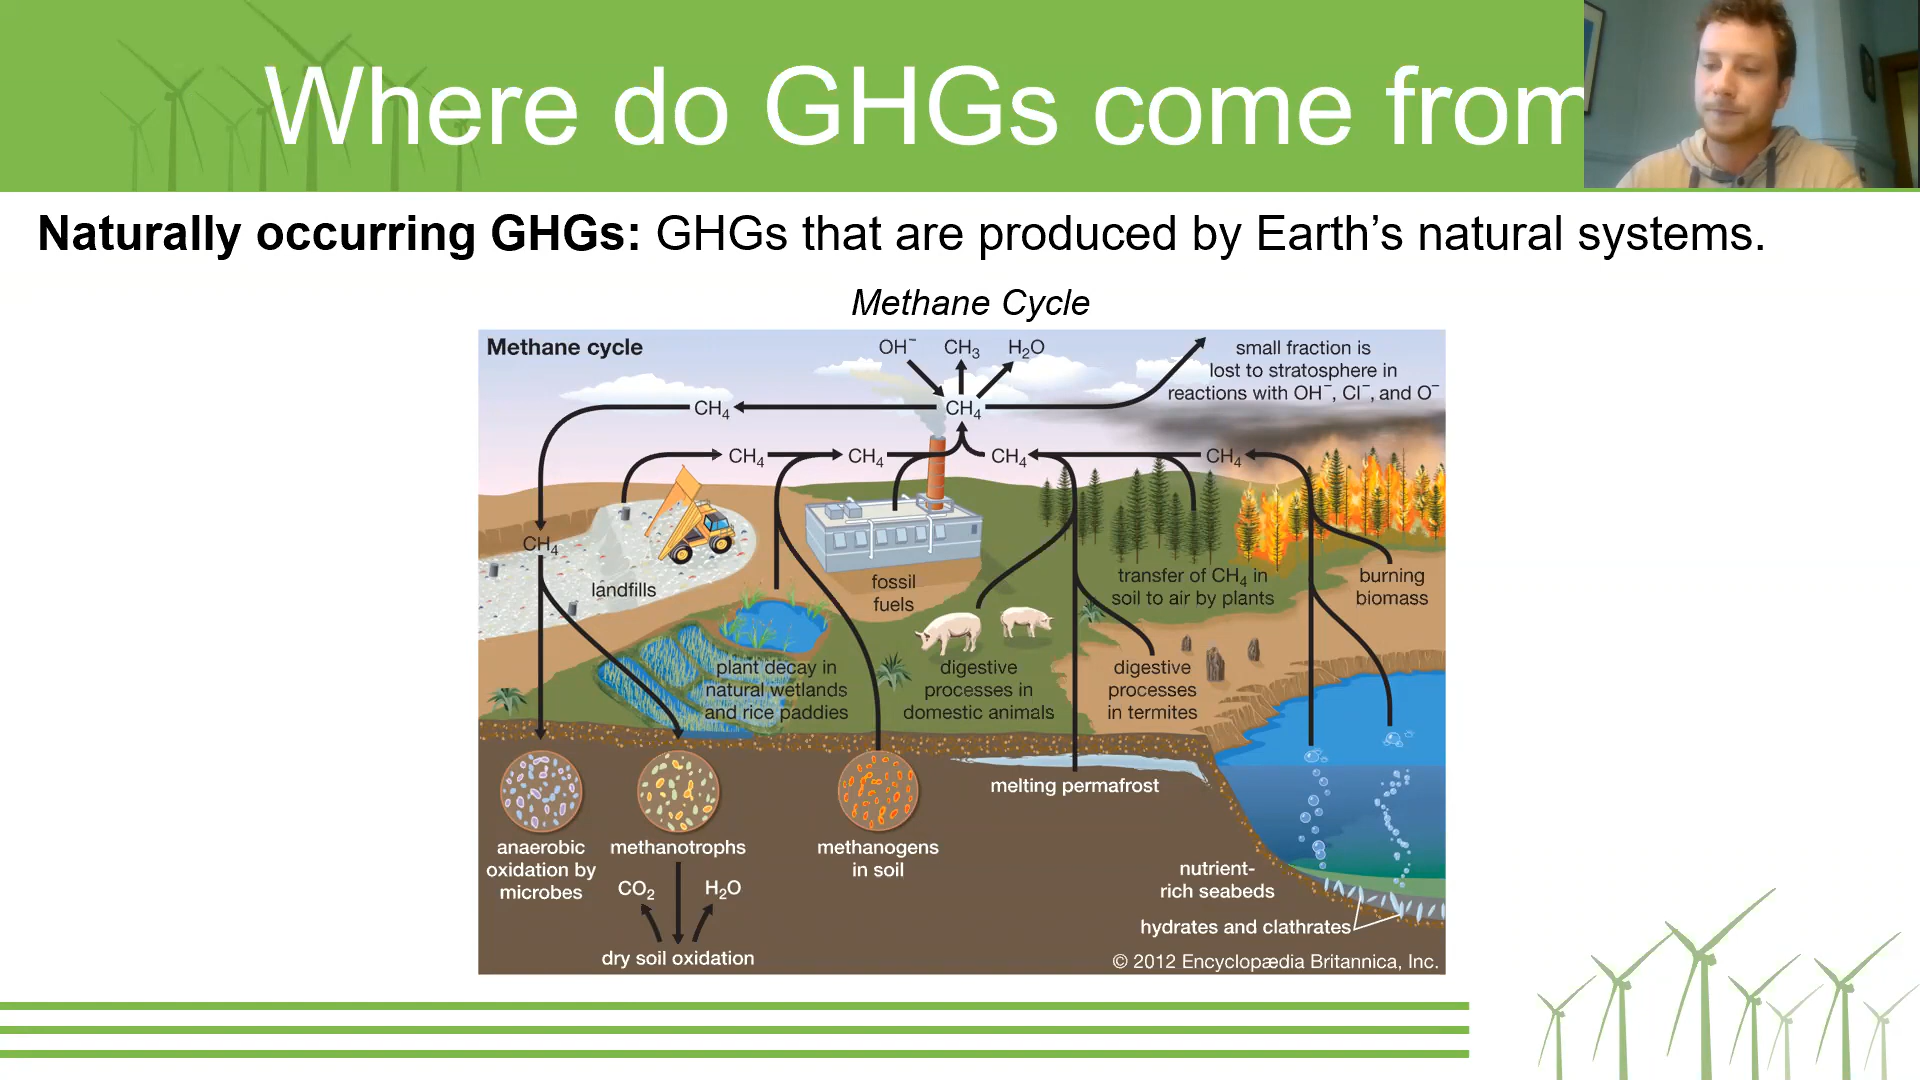 Where do GHGs come from
Naturally occurring GHGs: GHGs that are produced by Earth’s natural systems.
Methane Cycle
Methane cycle
OH⁻ CH₃ H₂O
small fraction is
lost to stratosphere in
reactions with OH⁻, Cl⁻, and O⁻
CH₄ CH₄
CH₄ CH₄ CH₄ CH₄
CH₄
landfills
fossil
fuels
transfer of CH₄ in
soil to air by plants
burning
biomass
plant decay in
natural wetlands
and rice paddies
digestive
processes in
domestic animals
digestive
processes
in termites
melting permafrost
anaerobic
oxidation by
microbes
methanotrophs
CO₂ H₂O
dry soil oxidation
methanogens
in soil
nutrient-
rich seabeds
hydrates and clathrates
© 2012 Encyclopædia Britannica, Inc.